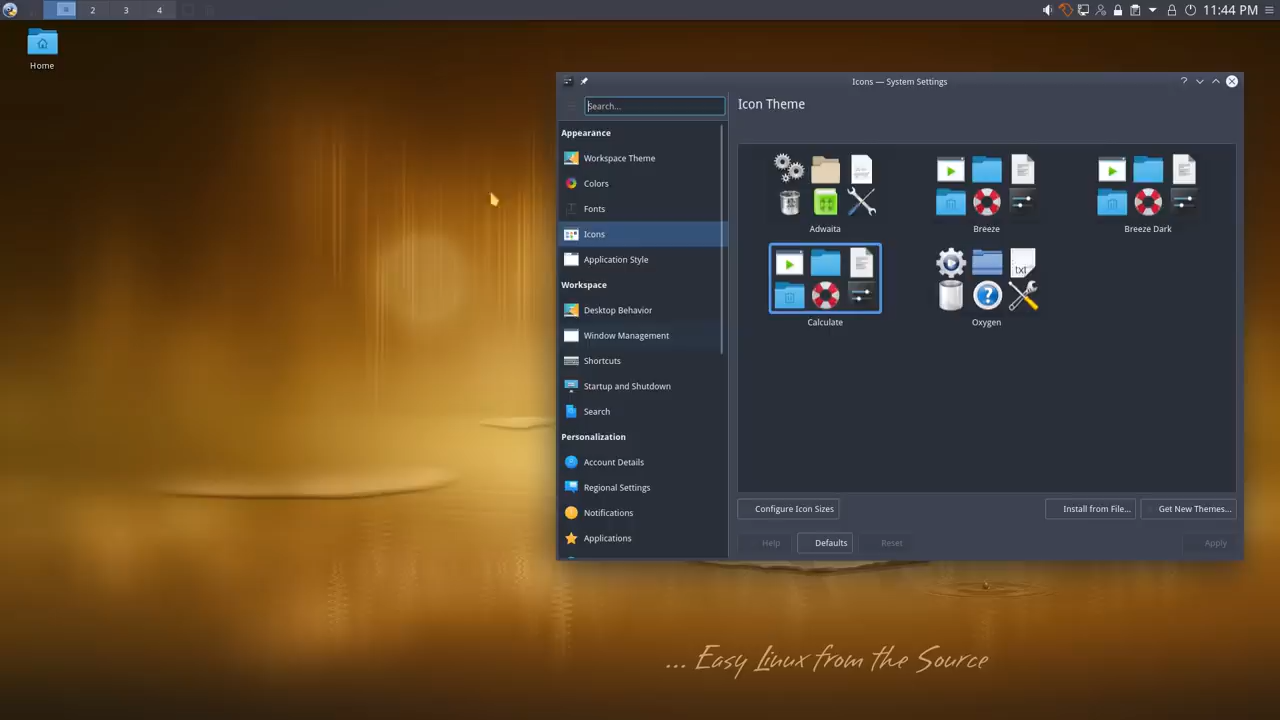 2
3
4
11:44 PM
Home
Icons — System Settings
Search...
Icon Theme
Appearance
Workspace Theme
Colors
Fonts
Icons
Application Style
Workspace
Desktop Behavior
Window Management
Shortcuts
Startup and Shutdown
Search
Personalization
Account Details
Regional Settings
Notifications
Applications
Adwaita
Breeze
Breeze Dark
Calculate
txt
Oxygen
Configure Icon Sizes
Install from File...
Get New Themes...
Help
Defaults
Reset
Apply
... Easy Linux from the Source